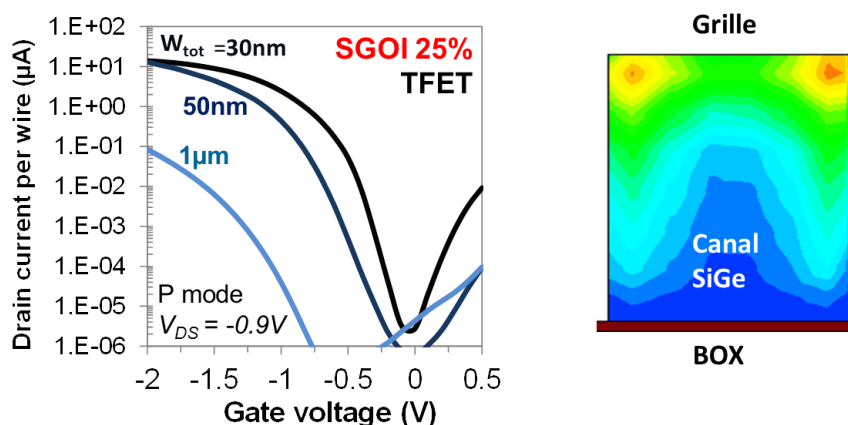 Drain current per wire (µA)
1.E+02
1.E+01
1.E+00
1.E-01
1.E-02
1.E-03
1.E-04
1.E-05
1.E-06
Wtot =30nm
SGOI 25%
TFET
50nm
1µm
P mode
VDS = -0.9V
-2
-1.5
-1
-0.5
0
0.5
Gate voltage (V)
Grille
Canal
SiGe
BOX